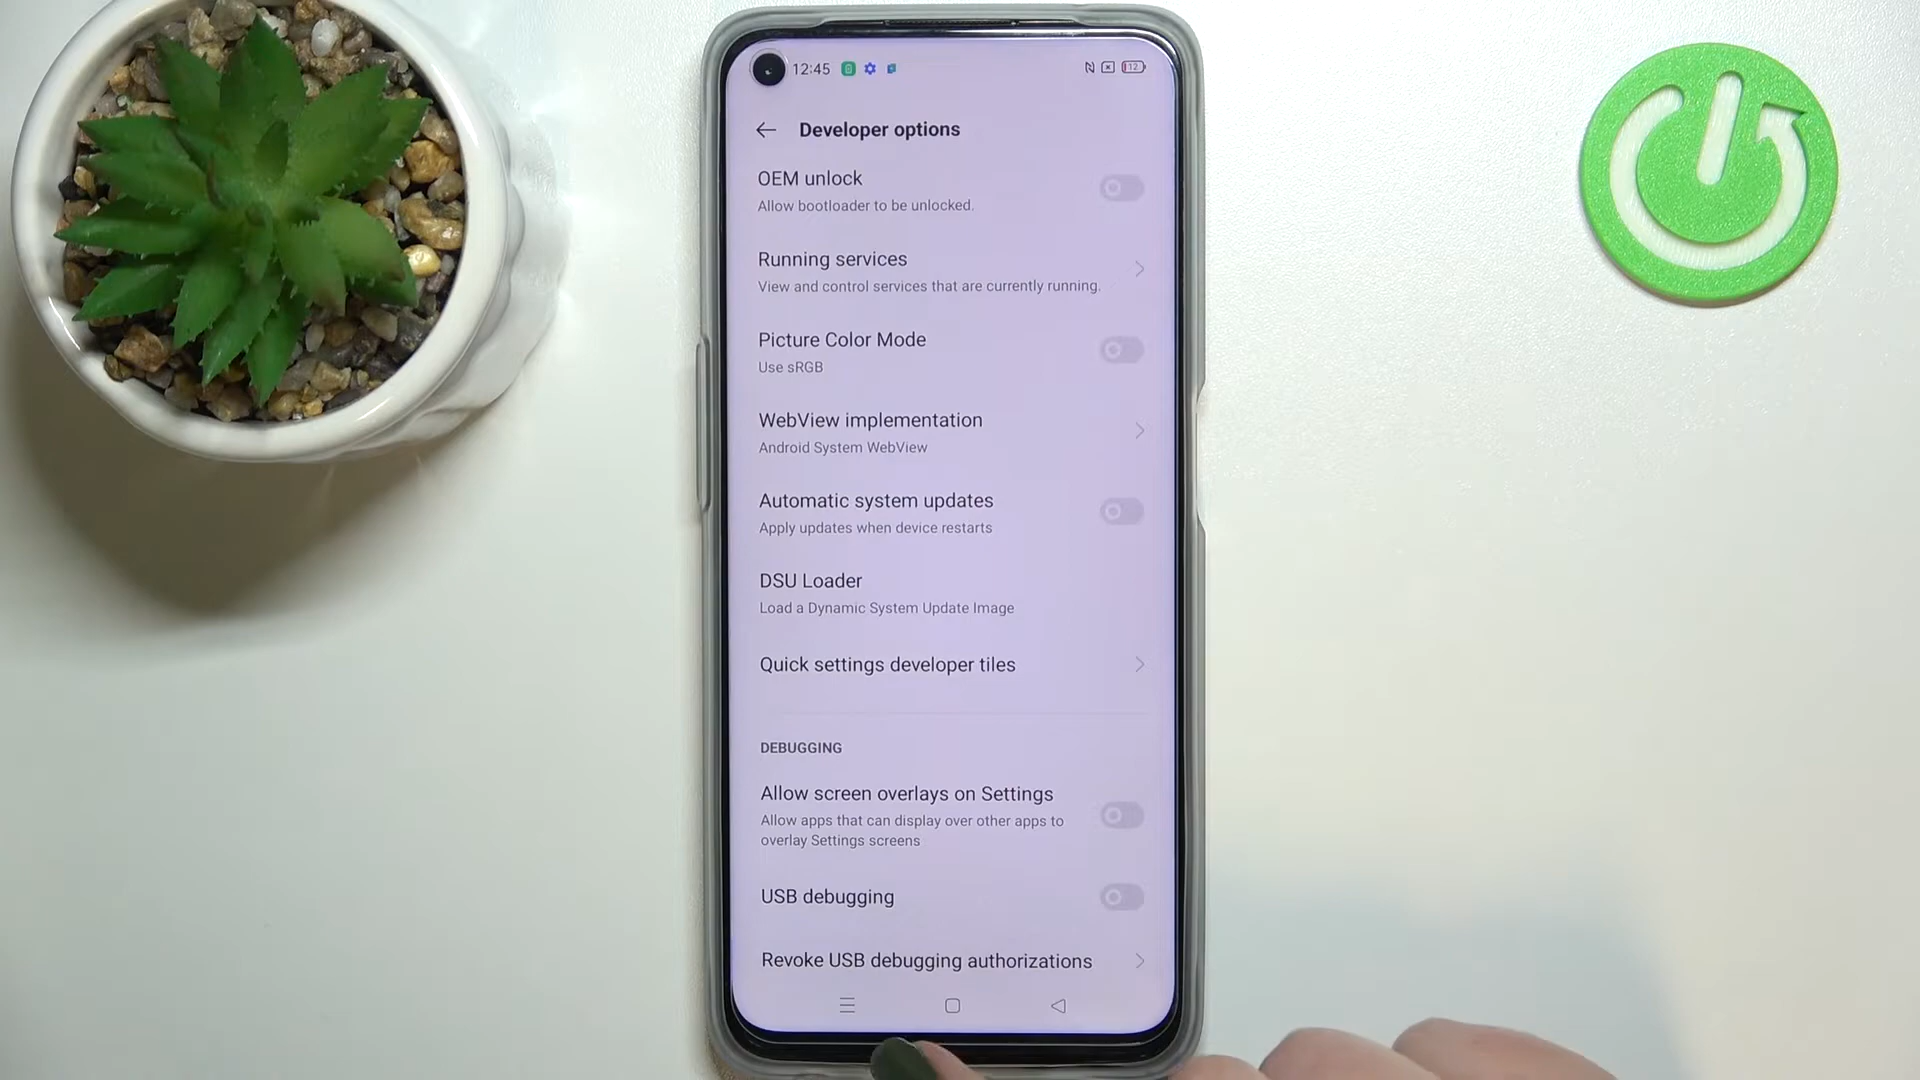 12:45
12
Developer options
OEM unlock
Allow bootloader to be unlocked.
Running services
View and control services that are currently running.
Picture Color Mode
Use sRGB
WebView implementation
Android System WebView
Automatic system updates
Apply updates when device restarts
DSU Loader
Load a Dynamic System Update Image
Quick settings developer tiles
DEBUGGING
Allow screen overlays on Settings
Allow apps that can display over other apps to
overlay Settings screens
USB debugging
Revoke USB debugging authorizations